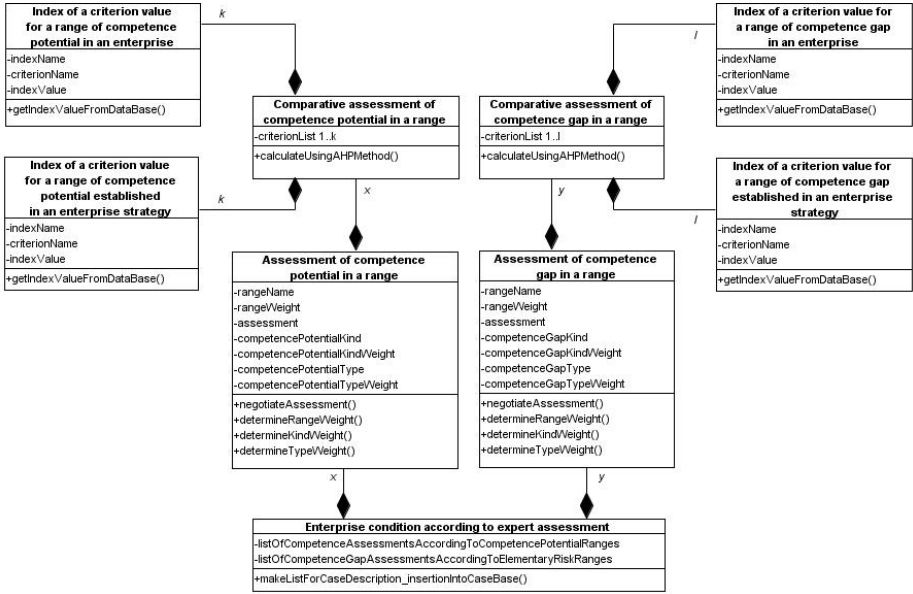 Index of a criterion value
for a range of competence
potential in an enterprise
-indexName
-criterionName
-indexValue
+getIndexValueFromDataBase()
k
Index of a criterion value for
a range of competence gap
in an enterprise
-indexName
-criterionName
-indexValue
+getIndexValueFromDataBase()
l
Comparative assessment of
competence potential in a range
-criterionList 1..k
+calculateUsingAHPMethod()
Comparative assessment of
competence gap in a range
-criterionList 1..l
+calculateUsingAHPMethod()
Index of a criterion value
for a range of competence
potential established
in an enterprise strategy
-indexName
-criterionName
-indexValue
+getIndexValueFromDataBase()
k
x
y
l
Index of a criterion value for
a range of competence gap
established in an enterprise
strategy
-indexName
-criterionName
-indexValue
+getIndexValueFromDataBase()
Assessment of competence
potential in a range
-rangeName
-rangeWeight
-assessment
-competencePotentialKind
-competencePotentialKindWeight
-competencePotentialType
-competencePotentialTypeWeight
+negotiateAssessment()
+determineRangeWeight()
+determineKindWeight()
+determineTypeWeight()
x
Assessment of competence
gap in a range
-rangeName
-rangeWeight
-assessment
-competenceGapKind
-competenceGapKindWeight
-competenceGapType
-competenceGapTypeWeight
+negotiateAssessment()
+determineRangeWeight()
+determineKindWeight()
+determineTypeWeight()
y
Enterprise condition according to expert assessment
-listOfCompetenceAssessmentsAccordingToCompetencePotentialRanges
-listOfCompetenceGapAssessmentsAccordingToElementaryRiskRanges
+makeListForCaseDescription_insertionIntoCaseBase()